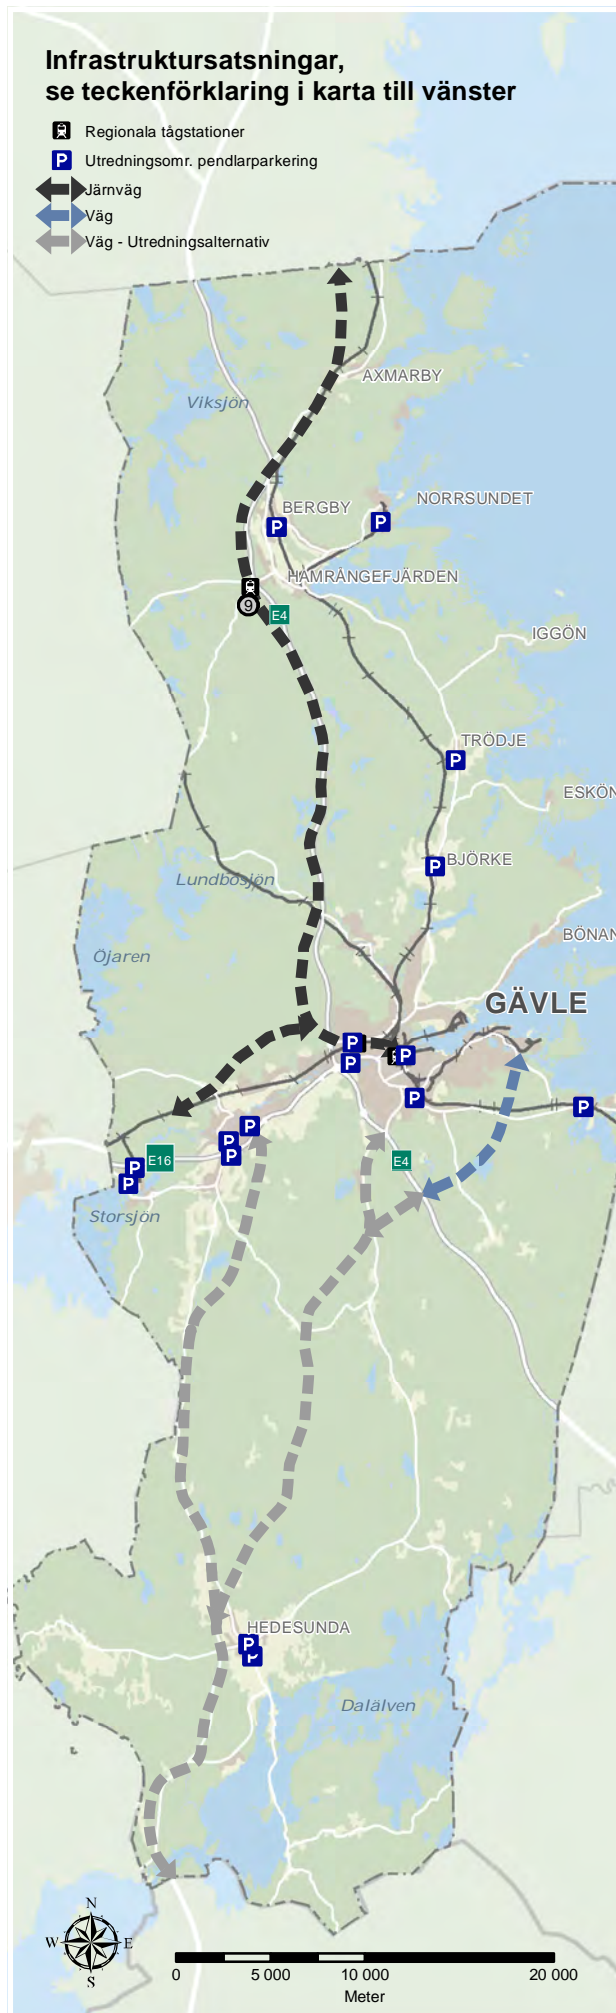 Infrastruktursatsningar,
se teckenförklaring i karta till vänster
Regionala tågstationer
P Utredningsomr. pendlarparkering
Järnväg
Väg
Väg - Utredningsalternativ
AXMARBY
Viksjön
NORRSUNDET
BERGBY
P
P
HAMRÅNGEFJÄRDEN
9
E4
IGGÖN
TRÖDJE
P
ESKÖN
BJÖRKE
P
Lundbosjön
BÖNAN
Öjaren
GÄVLE
P
P
P
P
P
P
P
P
E16
E4
P
P
Storsjön
HEDESUNDA
P
P
Dalälven
N
W E
S
0 5 000 10 000 20 000
Meter